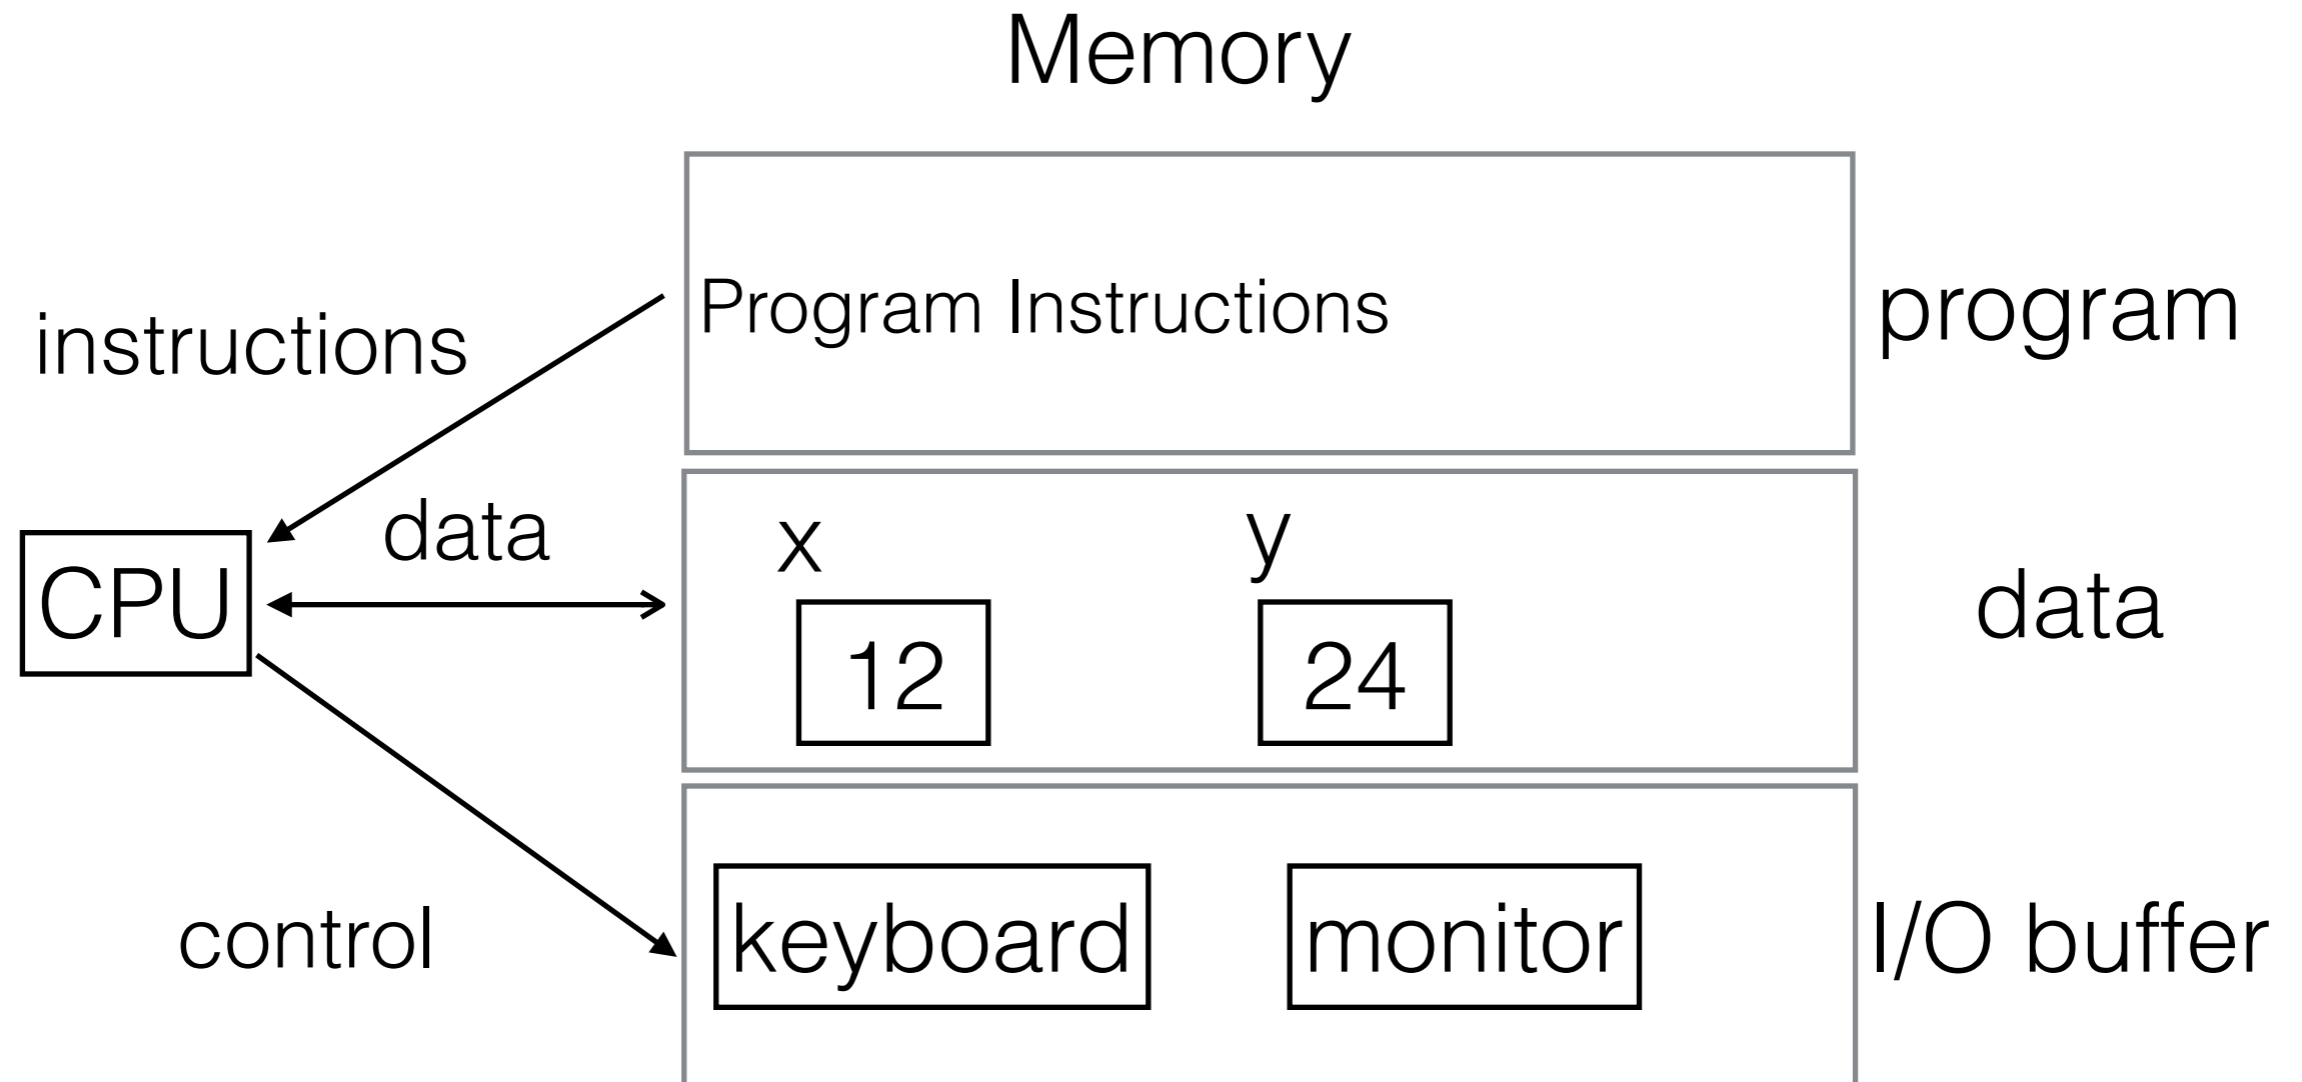 Memory
Program Instructions
program
instructions
data
x
y
CPU
12
24
data
keyboard
monitor
I/O buffer
control